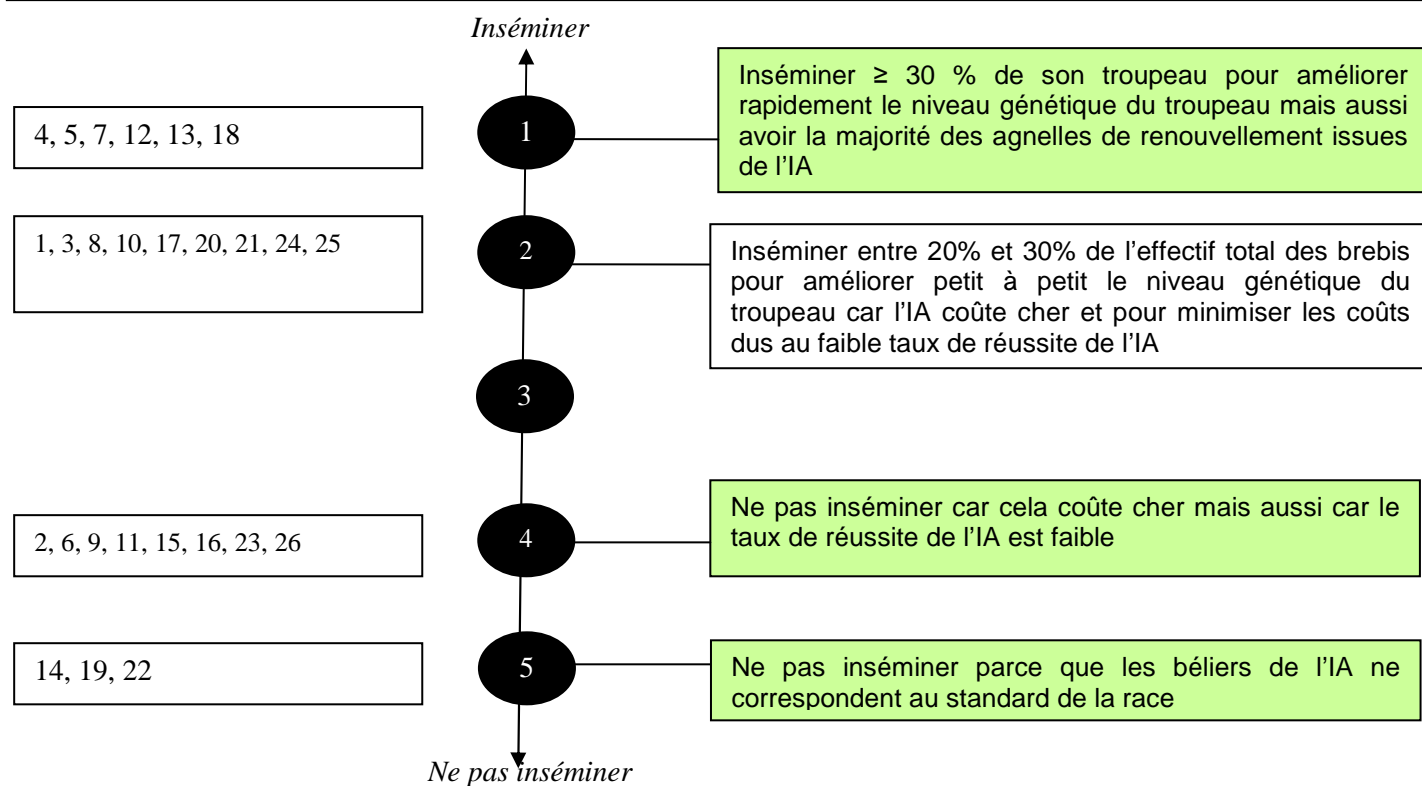 Inséminer
4, 5, 7, 12, 13, 18
1
Inséminer ≥ 30 % de son troupeau pour améliorer
rapidement le niveau génétique du troupeau mais aussi
avoir la majorité des agnelles de renouvellement issues
de l'IA
1, 3, 8, 10, 17, 20, 21, 24, 25
2
Inséminer entre 20% et 30% de l'effectif total des brebis
pour améliorer petit à petit le niveau génétique du
troupeau car l'IA coûte cher et pour minimiser les coûts
dus au faible taux de réussite de l'IA
3
2, 6, 9, 11, 15, 16, 23, 26
4
Ne pas inséminer car cela coûte cher mais aussi car le
taux de réussite de l'IA est faible
14, 19, 22
5
Ne pas inséminer parce que les béliers de l'IA ne
correspondent au standard de la race
Ne pas inséminer